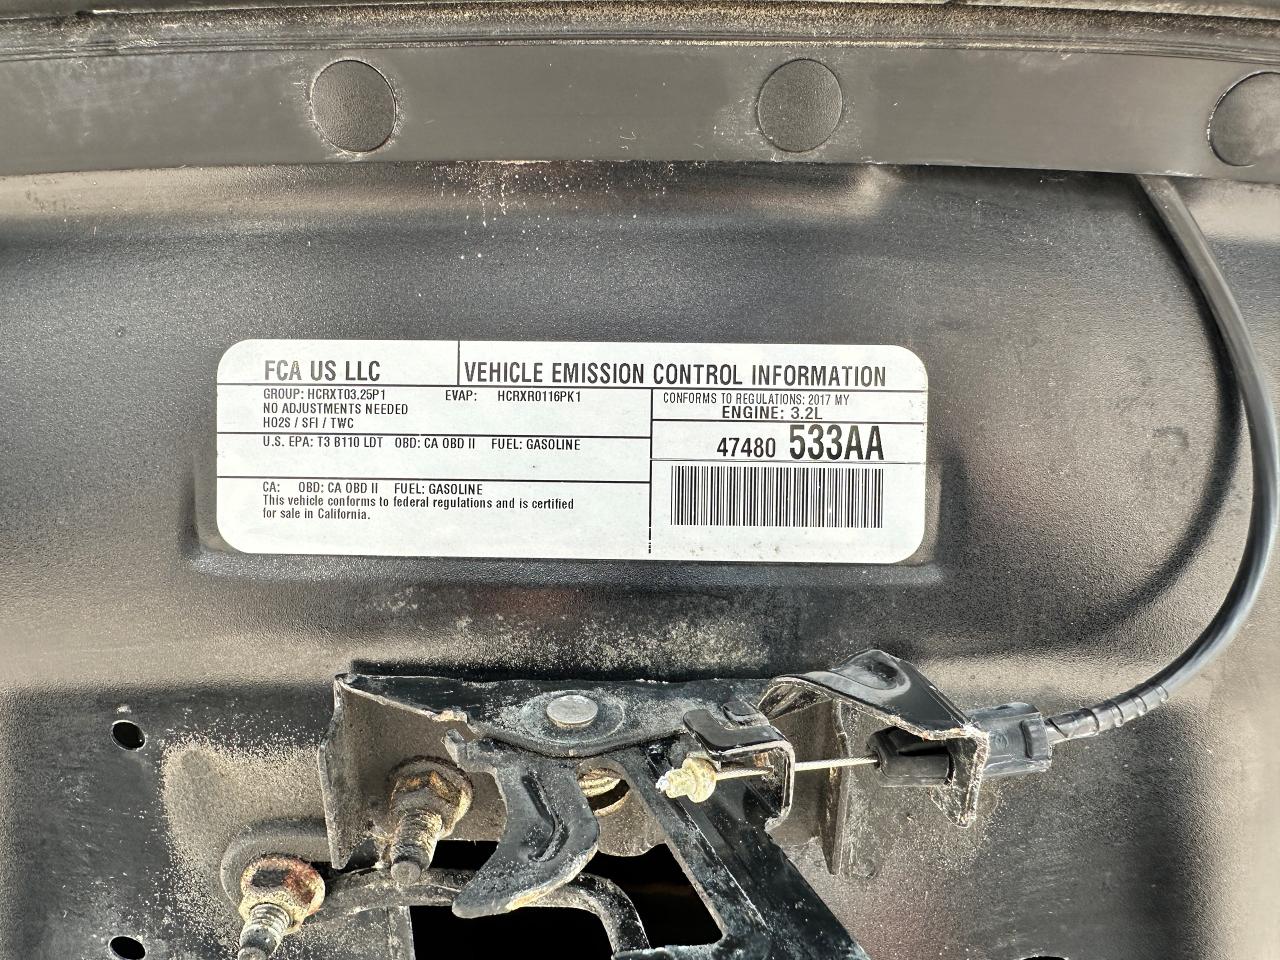 FCA US LLC
VEHICLE EMISSION CONTROL INFORMATION
GROUP: HCRXT03.25P1 EVAP: HCRXR0116PK1
NO ADJUSTMENTS NEEDED
HO2S / SFI / TWC
U.S. EPA: T3 B110 LDT OBD: CA OBD II FUEL: GASOLINE
CA: OBD: CA OBD II FUEL: GASOLINE
This vehicle conforms to federal regulations and is certified
for sale in California.
CONFORMS TO REGULATIONS: 2017 MY
ENGINE: 3.2L
47480 533AA